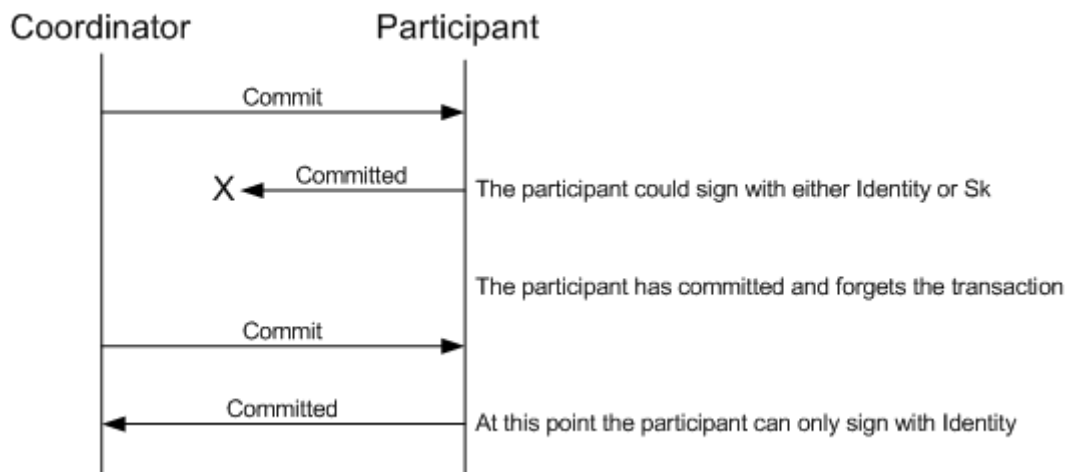 Coordinator Participant
Commit
X Committed The participant could sign with either Identity or Sk
The participant has committed and forgets the transaction
Commit
Committed At this point the participant can only sign with Identity